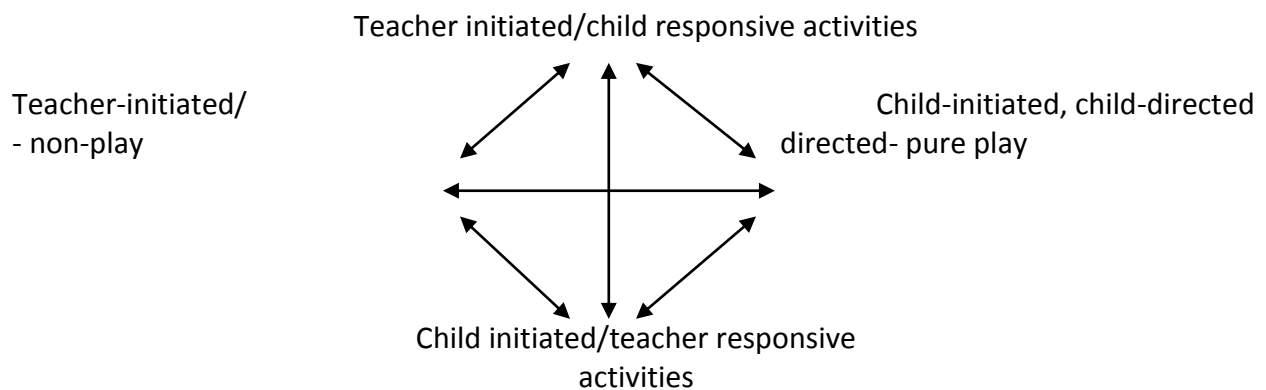 Teacher initiated/child responsive activities
Teacher-initiated/ Child-initiated, child-directed
- non-play directed- pure play
Child initiated/teacher responsive
activities